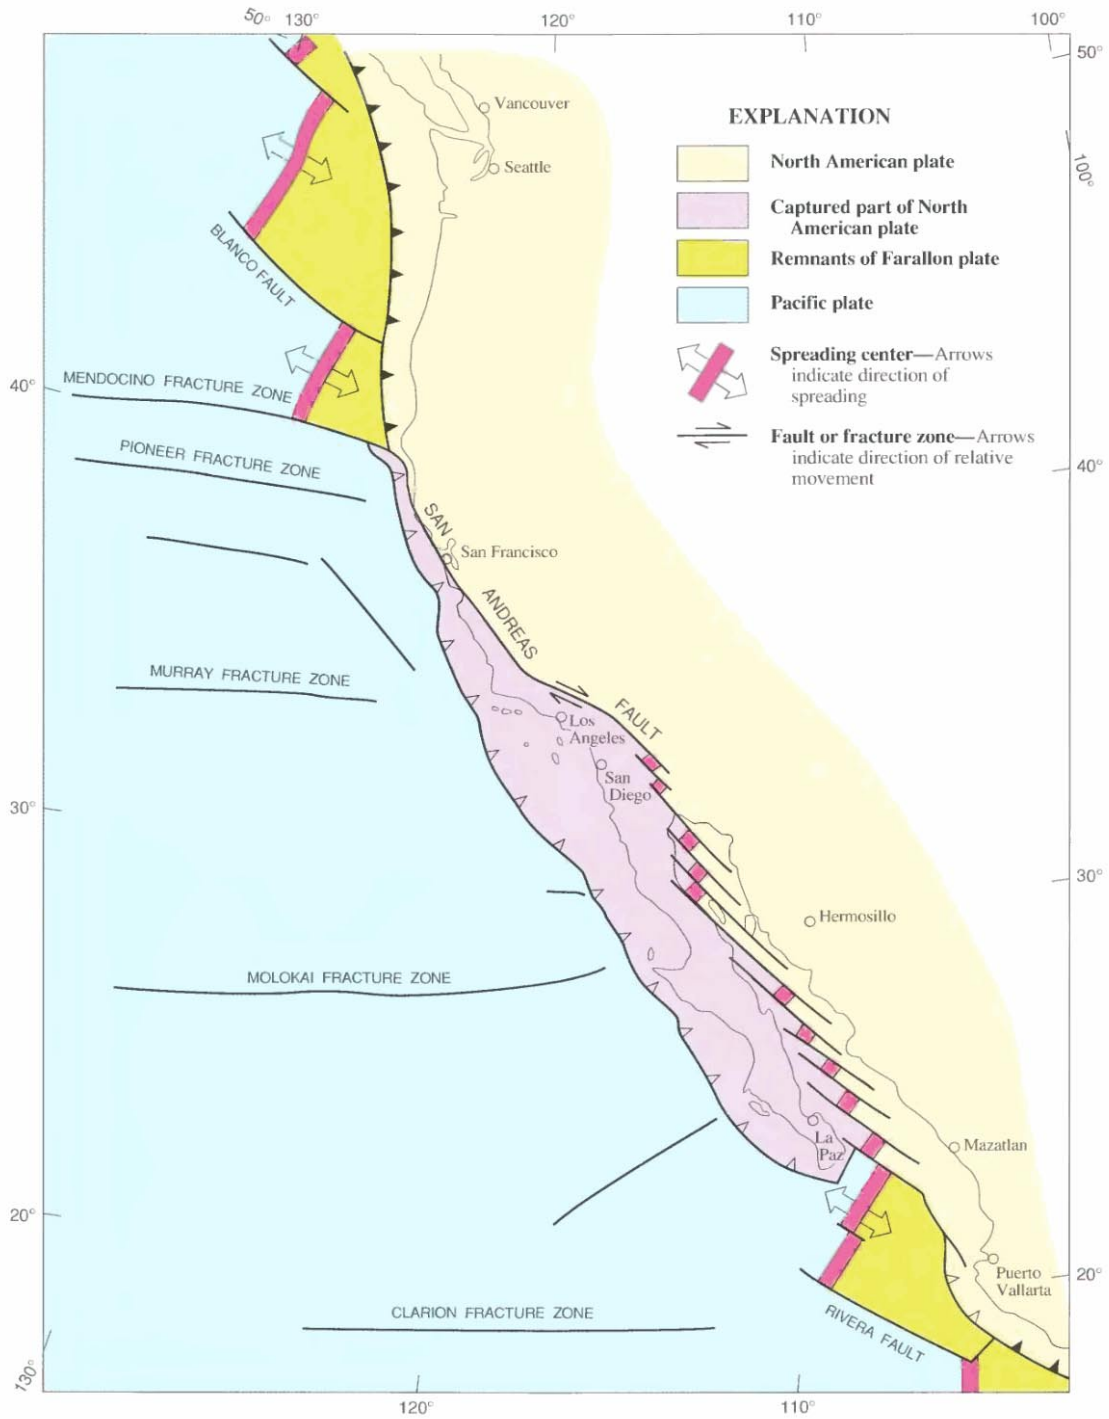 50° 130° 120° 110° 100°
50°
100°
40°
30°
20°
130°
120°
110°
40°
30°
20°
EXPLANATION
North American plate
Captured part of North
American plate
Remnants of Farallon plate
Pacific plate
Spreading center—Arrows
indicate direction of
spreading
Fault or fracture zone—Arrows
indicate direction of relative
movement
Vancouver
Seattle
BLANCO FAULT
MENDOCINO FRACTURE ZONE
PIONEER FRACTURE ZONE
SAN
San Francisco
ANDREAS
MURRAY FRACTURE ZONE
FAULT
Los
Angeles
San
Diego
Hermosillo
MOLOKAI FRACTURE ZONE
La
Paz
Mazatlan
Puerto
Vallarta
CLARION FRACTURE ZONE
RIVERA FAULT